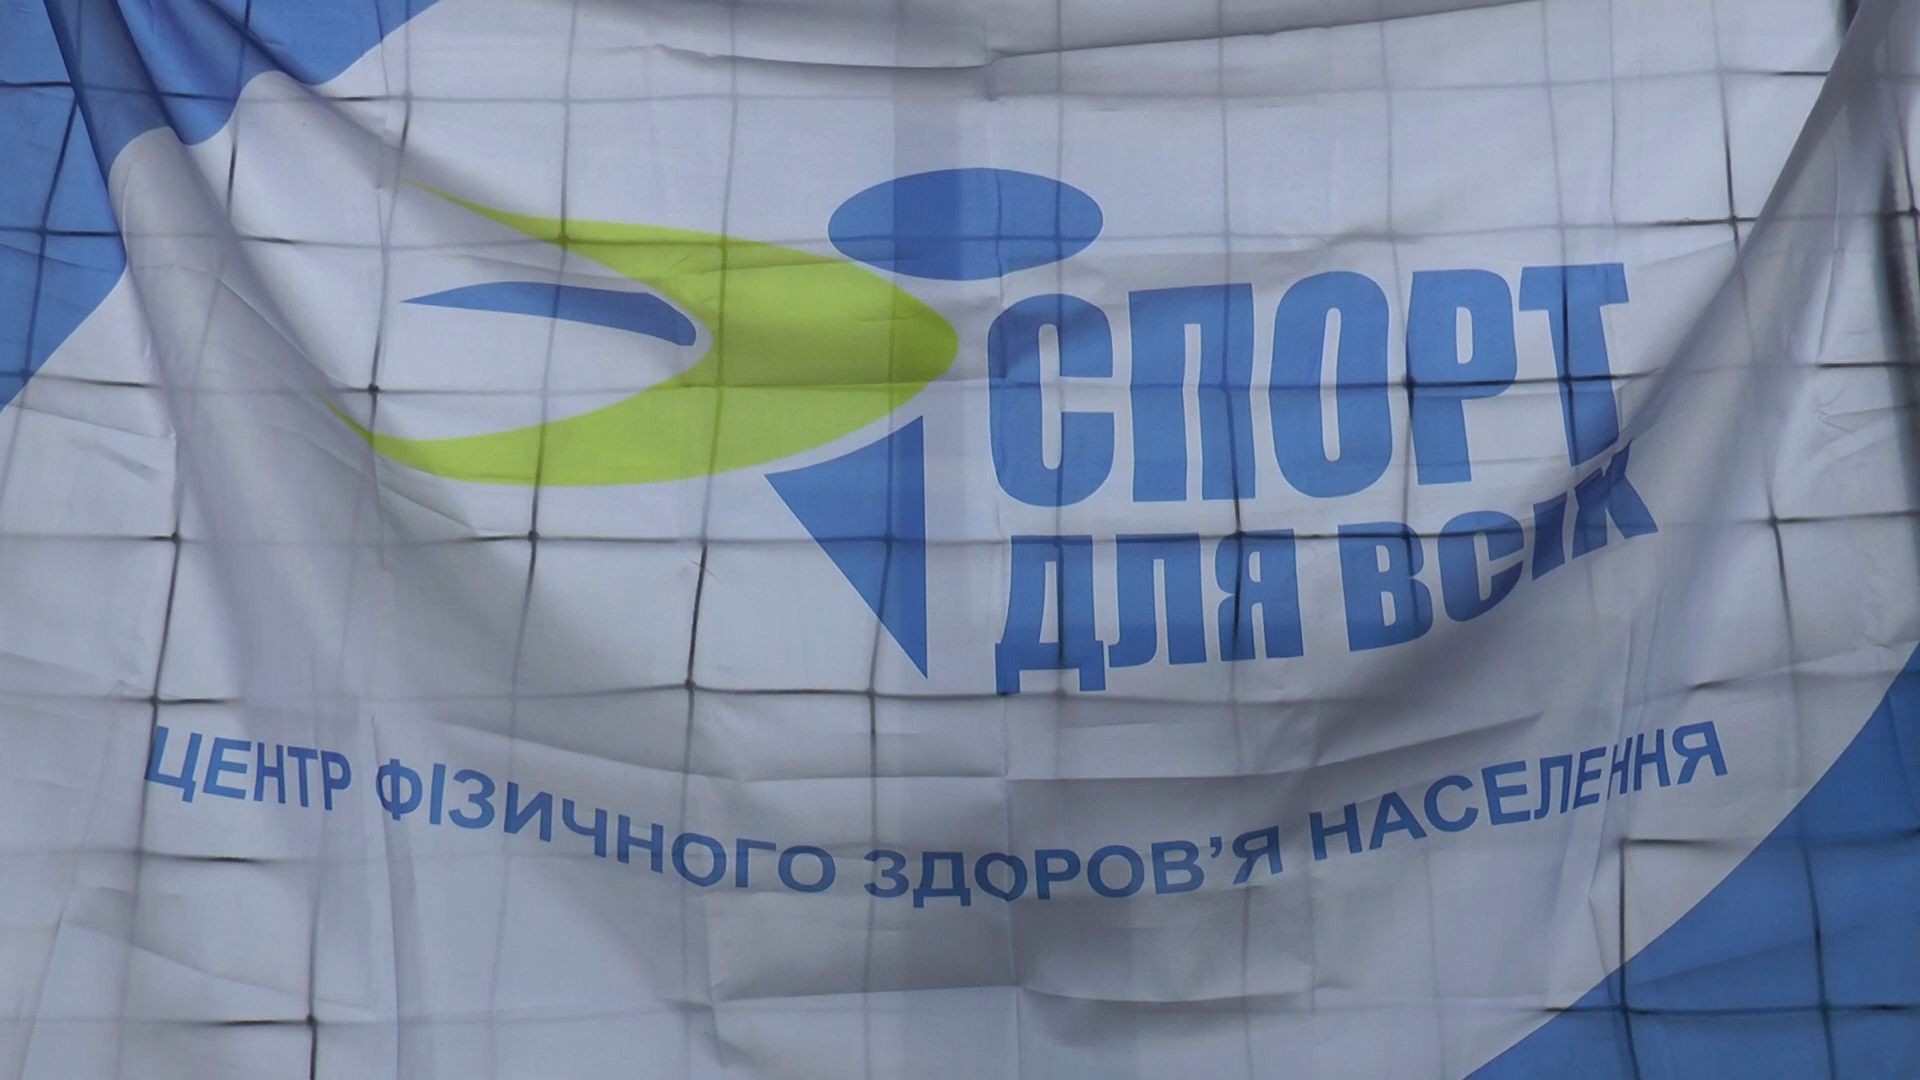 СПОРТ
ДЛЯ ВСІХ
ЦЕНТР ФІЗИЧНОГО ЗДОРОВ’Я НАСЕЛЕННЯ